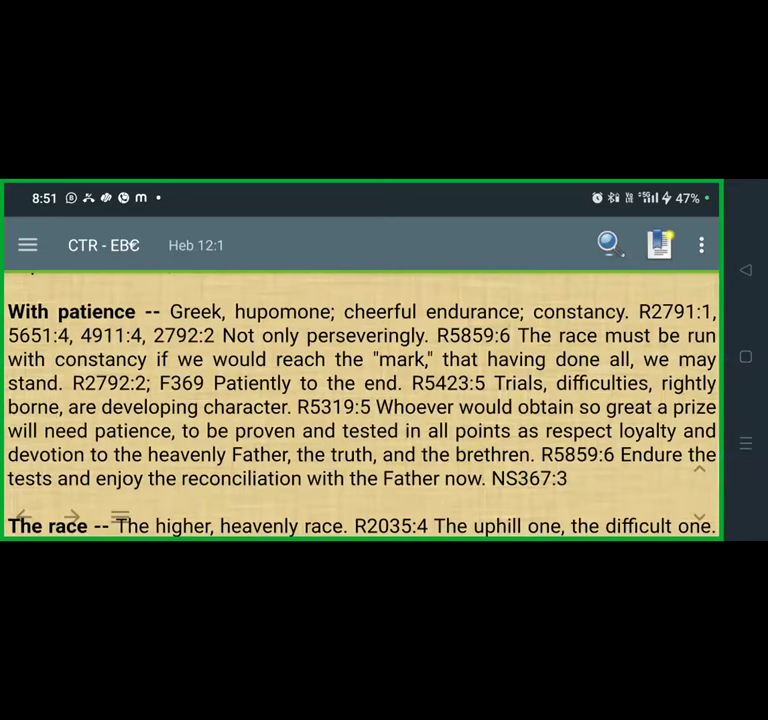 8:51 47%
CTR - EB€ Heb 12:1
With patience -- Greek, hupomone; cheerful endurance; constancy. R2791:1,
5651:4, 4911:4, 2792:2 Not only perseveringly. R5859:6 The race must be run
with constancy if we would reach the "mark," that having done all, we may
stand. R2792:2; F369 Patiently to the end. R5423:5 Trials, difficulties, rightly
borne, are developing character. R5319:5 Whoever would obtain so great a prize
will need patience, to be proven and tested in all points as respect loyalty and
devotion to the heavenly Father, the truth, and the brethren. R5859:6 Endure the
tests and enjoy the reconciliation with the Father now. NS367:3
The race -- The higher, heavenly race. R2035:4 The uphill one, the difficult one.